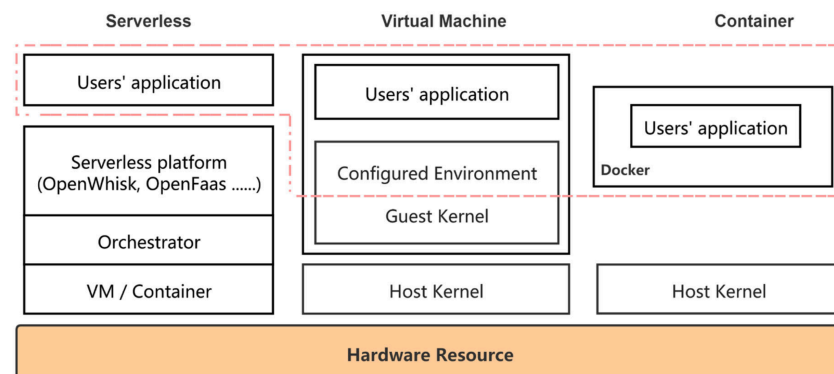 Serverless
Virtual Machine
Container
Users' application
Users' application
Users' application
Docker
Serverless platform
(OpenWhisk, OpenFaas ......)
Configured Environment
Guest Kernel
Orchestrator
VM / Container
Host Kernel
Host Kernel
Hardware Resource